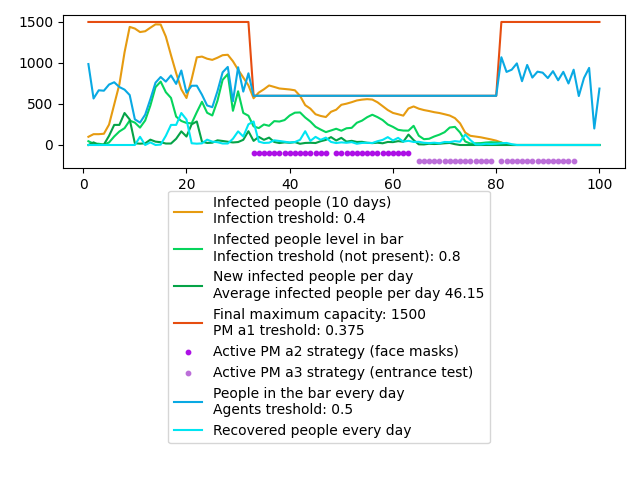 1500
1000
500
0
0 20 40 60 80 100
Infected people (10 days)
Infection treshold: 0.4
Infected people level in bar
Infection treshold (not present): 0.8
New infected people per day
Average infected people per day 46.15
Final maximum capacity: 1500
PM a1 treshold: 0.375
Active PM a2 strategy (face masks)
Active PM a3 strategy (entrance test)
People in the bar every day
Agents treshold: 0.5
Recovered people every day